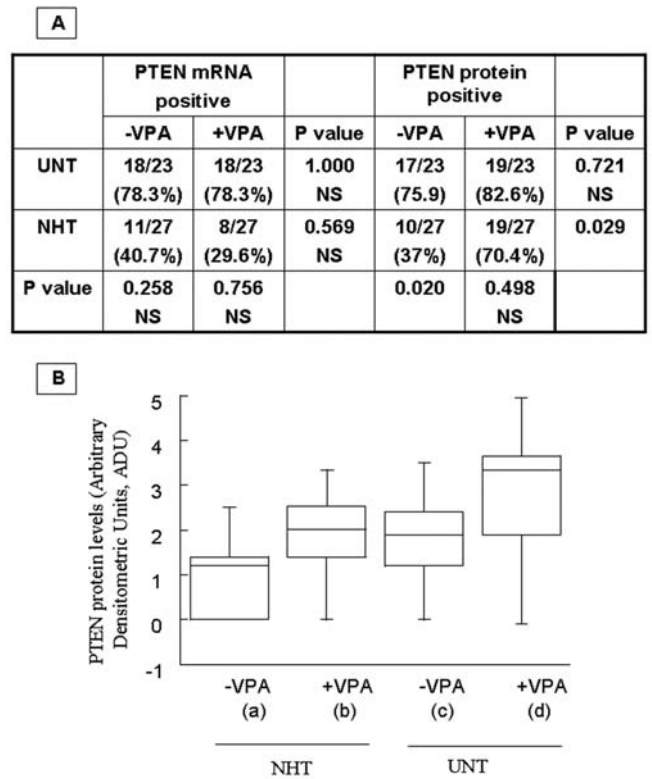 A
PTEN mRNA positive PTEN protein positive
-VPA +VPA P value -VPA +VPA P value
UNT 18/23 18/23 1.000 17/23 19/23 0.721
(78.3%) (78.3%) NS (75.9) (82.6%) NS
NHT 11/27 8/27 0.569 10/27 19/27 0.029
(40.7%) (29.6%) NS (37%) (70.4%)
P value 0.258 0.756 0.020 0.498
NS NS NS
B
PTEN protein levels (Arbitrary
Densitometric Units, ADU)
5
4
3
2
1
0
-1
-VPA +VPA -VPA +VPA
(a) (b) (c) (d)
NHT UNT